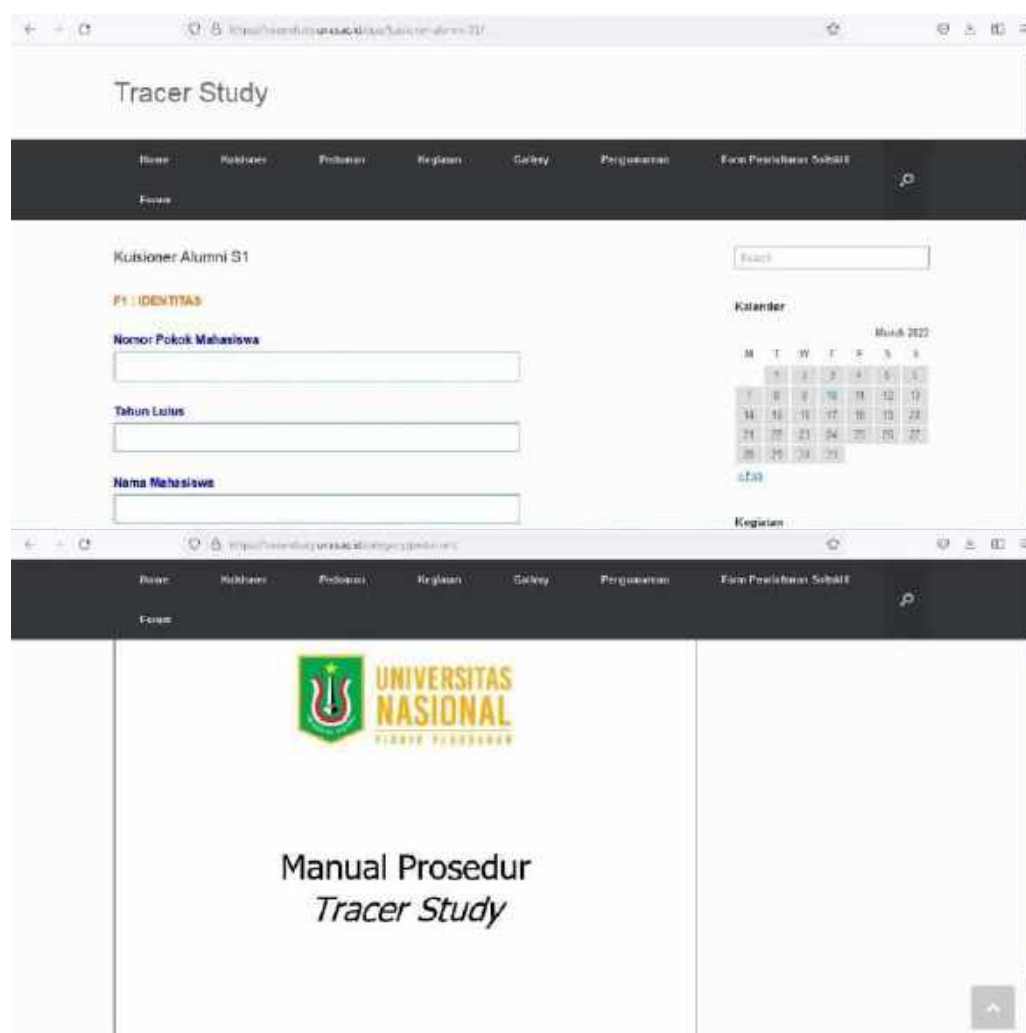 Tracer Study
Home Kuisioner Pedoman Kegiatan Gallery Pengumuman Form Pendaftaran Softskill
Forum
Kuisioner Alumni S1
F1 : IDENTITAS
Nomor Pokok Mahasiswa
Tahun Lulus
Nama Mahasiswa
Search
Kalender
March 2022
M T W T F S S
1 2 3 4 5 6
7 8 9 10 11 12 13
14 15 16 17 18 19 20
21 22 23 24 25 26 27
28 29 30 31
« Feb
Kegiatan
Home Kuisioner Pedoman Kegiatan Gallery Pengumuman Form Pendaftaran Softskill
Forum
UNIVERSITAS
NASIONAL
Manual Prosedur
Tracer Study